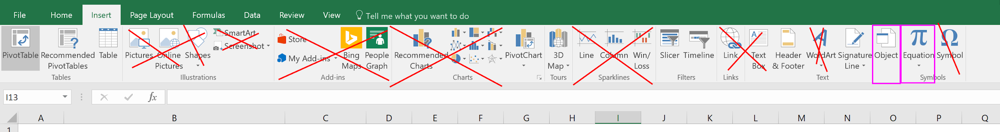 File Home Insert Page Layout Formulas Data Review View Tell me what you want to do
PivotTable
Recommended
PivotTables
Table
Tables
Pictures
Online
Pictures
Shapes
SmartArt
Screenshot
Illustrations
Store
My Add-ins
Bing
Maps
People
Graph
Add-ins
Recommended
Charts
PivotChart
Charts
3D
Map
Tours
Line
Column
Win/
Loss
Sparklines
Slicer
Timeline
Filters
Link
Links
Text
Box
Header
& Footer
WordArt
Signature
Line
Object
Text
π
Equation
Ω
Symbol
Symbols
I13
fx
A B C D E F G H I J K L M N O P Q
1